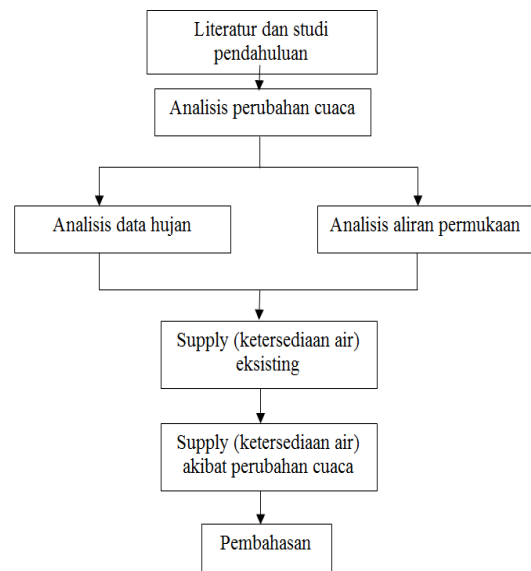 Literatur dan studi
pendahuluan
Analisis perubahan cuaca
Analisis data hujan
Analisis aliran permukaan
Supply (ketersediaan air)
eksisting
Supply (ketersediaan air)
akibat perubahan cuaca
Pembahasan